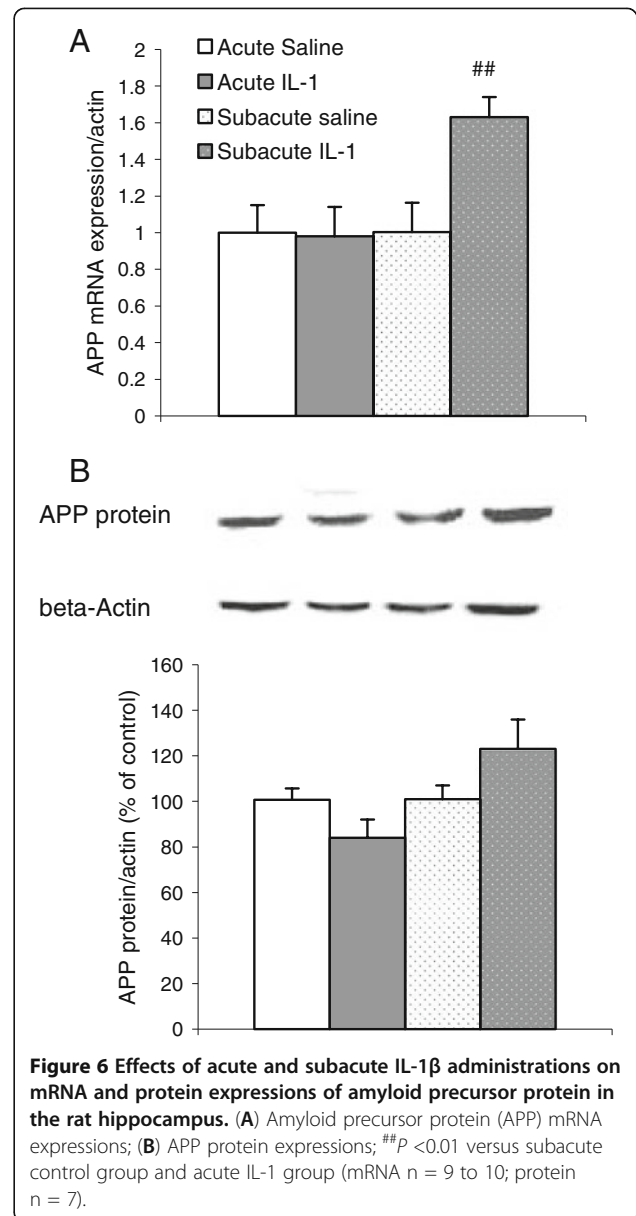 A
Acute Saline
Acute IL-1
Subacute saline
Subacute IL-1
##
APP mRNA expression/actin
2
1.8
1.6
1.4
1.2
1
0.8
0.6
0.4
0.2
0
B
APP protein
beta-Actin
APP protein/actin (% of control)
160
140
120
100
80
60
40
20
0
Figure 6 Effects of acute and subacute IL-1β administrations on
mRNA and protein expressions of amyloid precursor protein in
the rat hippocampus. (A) Amyloid precursor protein (APP) mRNA
expressions; (B) APP protein expressions; ##P <0.01 versus subacute
control group and acute IL-1 group (mRNA n = 9 to 10; protein
n = 7).